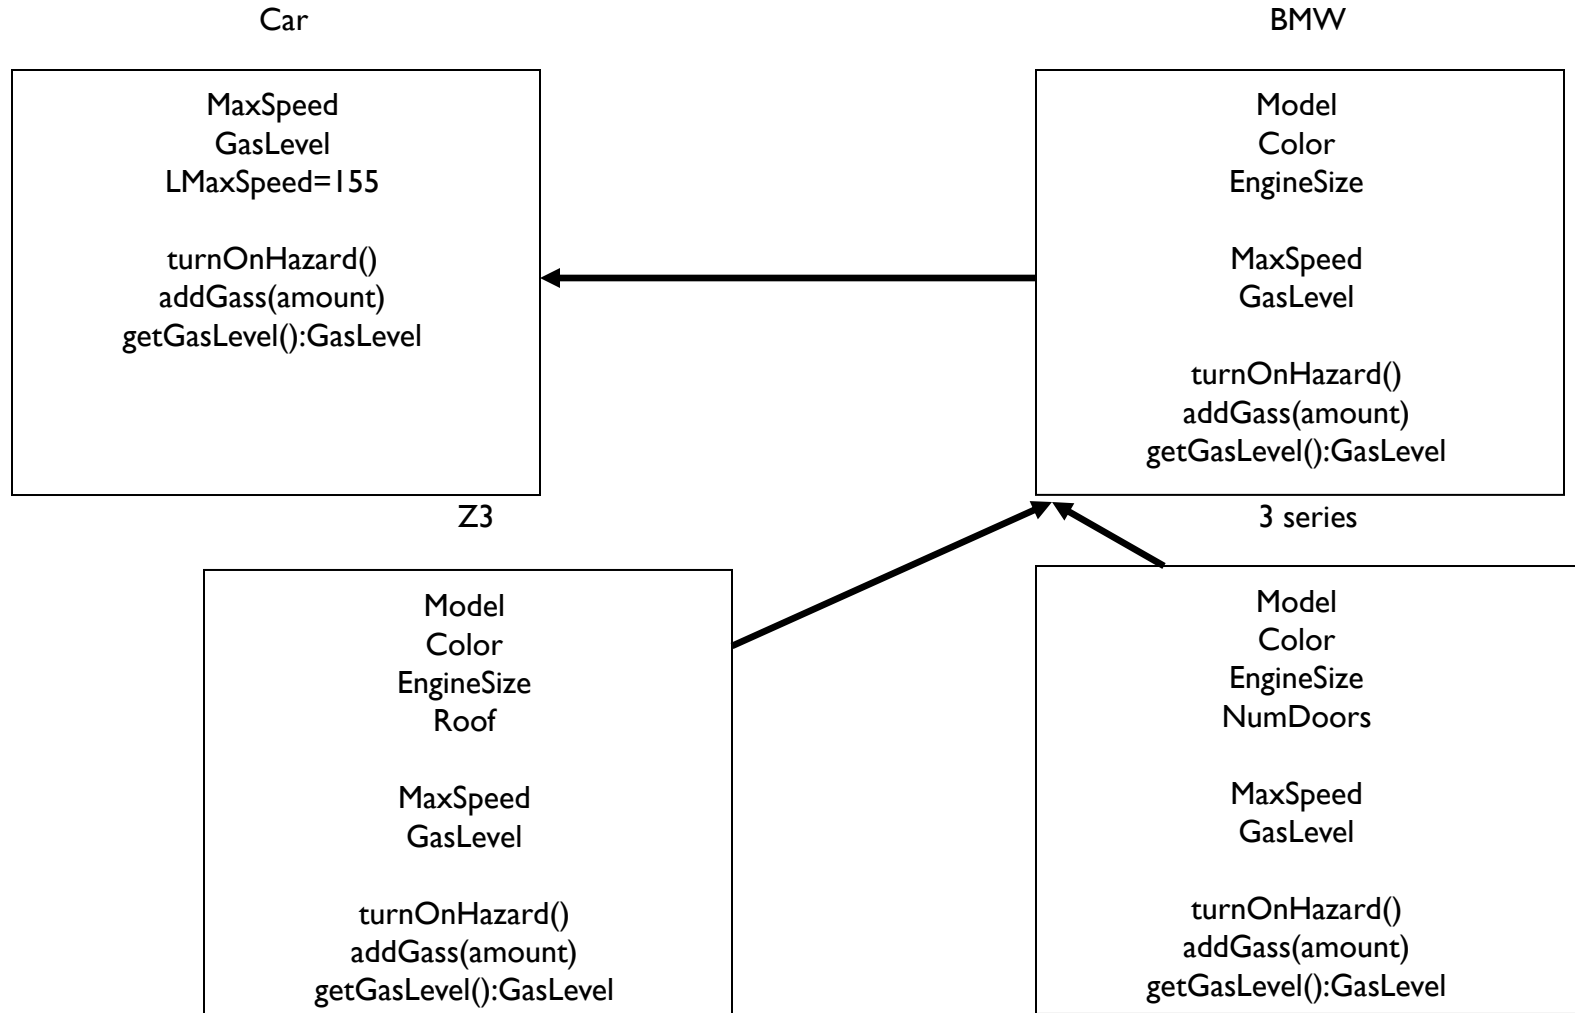 Car
MaxSpeed
GasLevel
LMaxSpeed=155
turnOnHazard()
addGass(amount)
getGasLevel():GasLevel
BMW
Model
Color
EngineSize
MaxSpeed
GasLevel
turnOnHazard()
addGass(amount)
getGasLevel():GasLevel
Z3
Model
Color
EngineSize
Roof
MaxSpeed
GasLevel
turnOnHazard()
addGass(amount)
getGasLevel():GasLevel
3 series
Model
Color
EngineSize
NumDoors
MaxSpeed
GasLevel
turnOnHazard()
addGass(amount)
getGasLevel():GasLevel